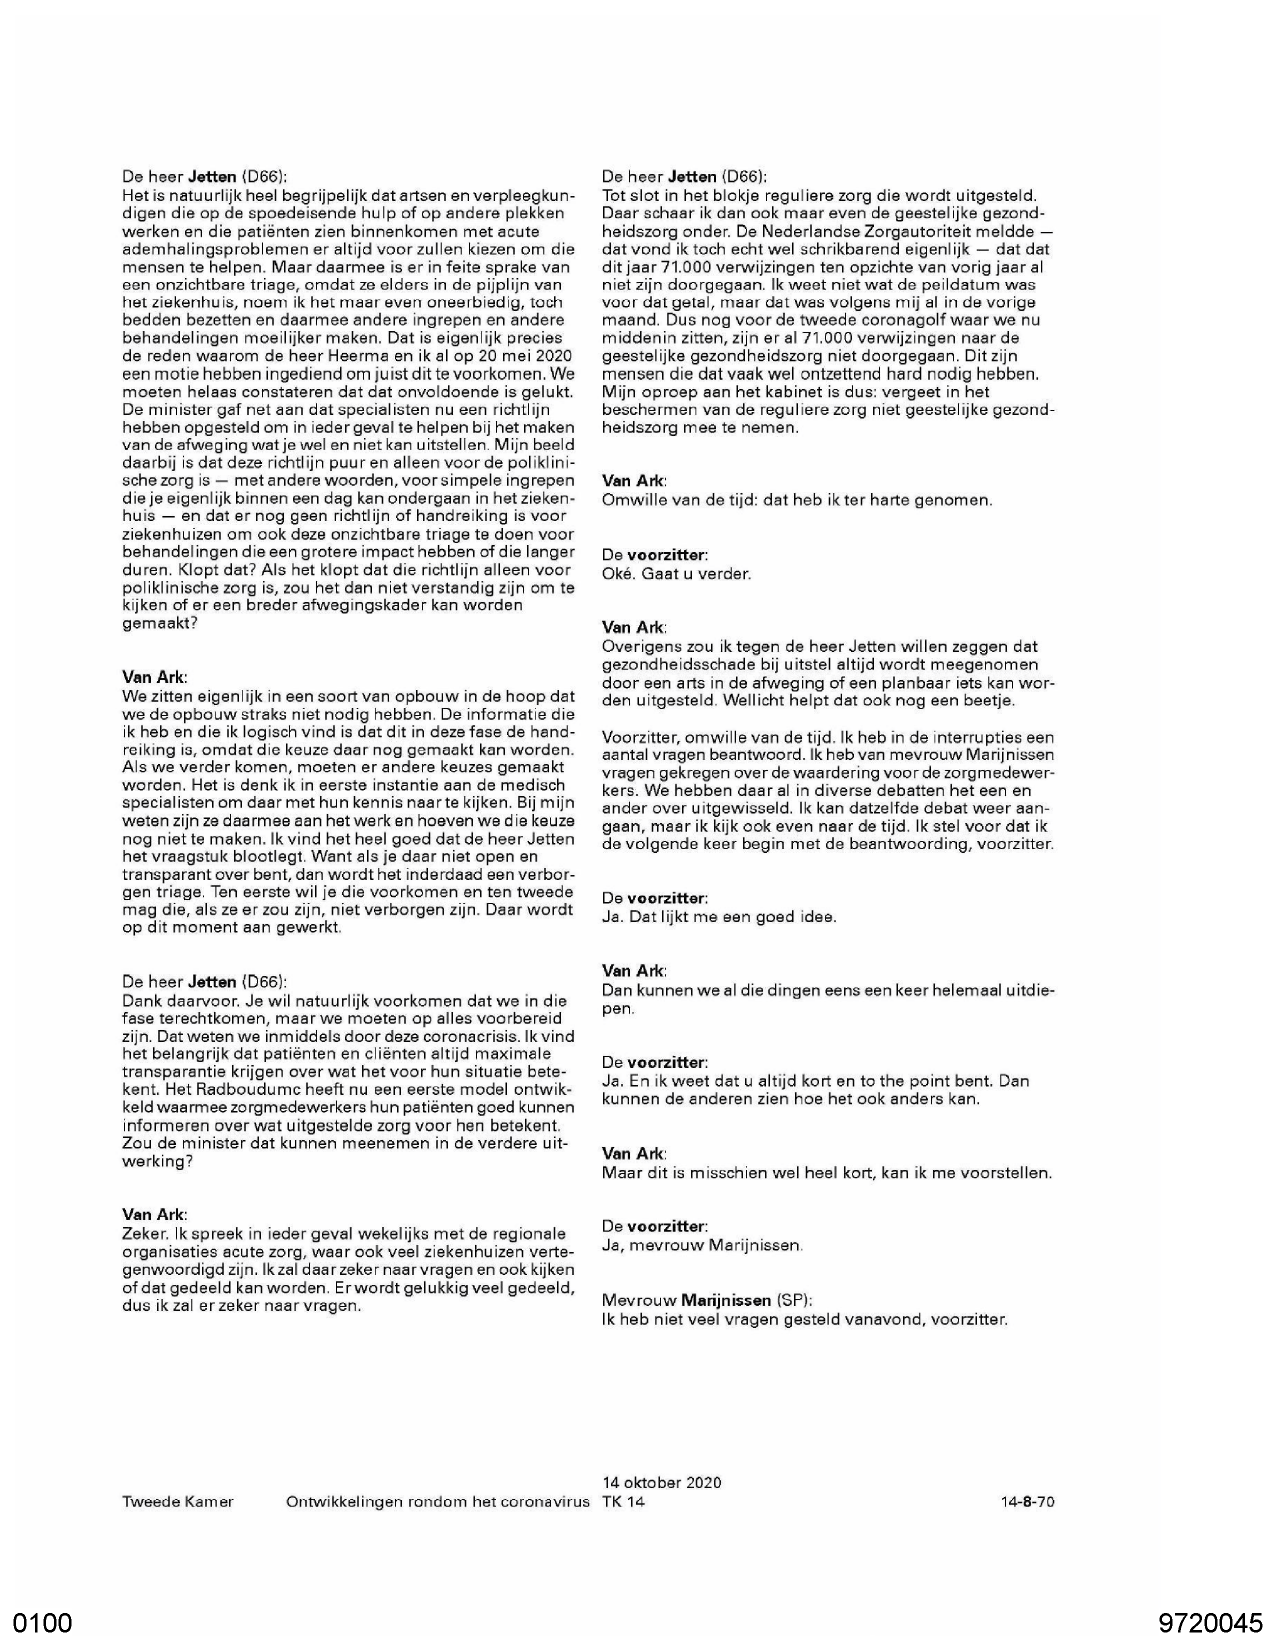 De heer Jetten (D66):
Het is natuurlijk heel begrijpelijk dat artsen en verpleegkun-
digen die op de spoedeisende hulp of op andere plekken
werken en die patiënten zien binnenkomen met acute
ademhalingsproblemen er altijd voor zullen kiezen om die
mensen te helpen. Maar daarmee is er in feite sprake van
een onzichtbare triage, omdat ze elders in de pijplijn van
het ziekenhuis, noem ik het maar even oneerbiedig, toch
bedden bezetten en daarmee andere ingrepen en andere
behandelingen moeilijker maken. Dat is eigenlijk precies
de reden waarom de heer Heerma en ik al op 20 mei 2020
een motie hebben ingediend om juist dit te voorkomen. We
moeten helaas constateren dat dat onvoldoende is gelukt.
De minister gaf net aan dat specialisten nu een richtlijn
hebben opgesteld om in ieder geval te helpen bij het maken
van de afweging wat je wel en niet kan uitstellen. Mijn beeld
daarbij is dat deze richtlijn puur en alleen voor de poliklini-
sche zorg is — met andere woorden, voor simpele ingrepen
die je eigenlijk binnen een dag kan ondergaan in het zieken-
huis — en dat er nog geen richtlijn of handreiking is voor
ziekenhuizen om ook deze onzichtbare triage te doen voor
behandelingen die een grotere impact hebben of die langer
duren. Klopt dat? Als het klopt dat die richtlijn alleen voor
poliklinische zorg is, zou het dan niet verstandig zijn om te
kijken of er een breder afwegingskader kan worden
gemaakt?
Van Ark:
We zitten eigenlijk in een soort van opbouw in de hoop dat
we de opbouw straks niet nodig hebben. De informatie die
ik heb en die ik logisch vind is dat dit in deze fase de hand-
reiking is, omdat die keuze daar nog gemaakt kan worden.
Als we verder komen, moeten er andere keuzes gemaakt
worden. Het is denk ik in eerste instantie aan de medisch
specialisten om daar met hun kennis naar te kijken. Bij mijn
weten zijn ze daarmee aan het werk en hoeven we die keuze
nog niet te maken. Ik vind het heel goed dat de heer Jetten
het vraagstuk blootlegt. Want als je daar niet open en
transparant over bent, dan wordt het inderdaad een verbor-
gen triage. Ten eerste wil je die voorkomen en ten tweede
mag die, als ze er zou zijn, niet verborgen zijn. Daar wordt
op dit moment aan gewerkt.
De heer Jetten (D66):
Dank daarvoor. Je wil natuurlijk voorkomen dat we in die
fase terechtkomen, maar we moeten op alles voorbereid
zijn. Dat weten we inmiddels door deze coronacrisis. Ik vind
het belangrijk dat patiënten en cliënten altijd maximale
transparantie krijgen over wat het voor hun situatie bete-
kent. Het Radboudumc heeft nu een eerste model ontwik-
keld waarmee zorgmedewerkers hun patiënten goed kunnen
informeren over wat uitgestelde zorg voor hen betekent.
Zou de minister dat kunnen meenemen in de verdere uit-
werking?
Van Ark:
Zeker. Ik spreek in ieder geval wekelijks met de regionale
organisaties acute zorg, waar ook veel ziekenhuizen verte-
genwoordigd zijn. Ik zal daar zeker naar vragen en ook kijken
of dat gedeeld kan worden. Er wordt gelukkig veel gedeeld,
dus ik zal er zeker naar vragen.
De heer Jetten (D66):
Tot slot in het blokje reguliere zorg die wordt uitgesteld.
Daar schaar ik dan ook maar even de geestelijke gezond-
heidszorg onder. De Nederlandse Zorgautoriteit meldde —
dat vond ik toch echt wel schrikbarend eigenlijk — dat dat
dit jaar 71.000 verwijzingen ten opzichte van vorig jaar al
niet zijn doorgegaan. Ik weet niet wat de peildatum was
voor dat getal, maar dat was volgens mij al in de vorige
maand. Dus nog voor de tweede coronagolf waar we nu
middenin zitten, zijn er al 71.000 verwijzingen naar de
geestelijke gezondheidszorg niet doorgegaan. Dit zijn
mensen die dat vaak wel ontzettend hard nodig hebben.
Mijn oproep aan het kabinet is dus: vergeet in het
beschermen van de reguliere zorg niet geestelijke gezond-
heidszorg mee te nemen.
Van Ark:
Omwille van de tijd: dat heb ik ter harte genomen.
De voorzitter:
Oké. Gaat u verder.
Van Ark:
Overigens zou ik tegen de heer Jetten willen zeggen dat
gezondheidsschade bij uitstel altijd wordt meegenomen
door een arts in de afweging of een planbaar iets kan wor-
den uitgesteld. Wellicht helpt dat ook nog een beetje.
Voorzitter, omwille van de tijd. Ik heb in de interrupties een
aantal vragen beantwoord. Ik heb van mevrouw Marijnissen
vragen gekregen over de waardering voor de zorgmedewer-
kers. We hebben daar al in diverse debatten het een en
ander over uitgewisseld. Ik kan datzelfde debat weer aan-
gaan, maar ik kijk ook even naar de tijd. Ik stel voor dat ik
de volgende keer begin met de beantwoording, voorzitter.
De voorzitter:
Ja. Dat lijkt me een goed idee.
Van Ark:
Dan kunnen we al die dingen eens een keer helemaal uitdie-
pen.
De voorzitter:
Ja. En ik weet dat u altijd kort en to the point bent. Dan
kunnen de anderen zien hoe het ook anders kan.
Van Ark:
Maar dit is misschien wel heel kort, kan ik me voorstellen.
De voorzitter:
Ja, mevrouw Marijnissen.
Mevrouw Marijnissen (SP):
Ik heb niet veel vragen gesteld vanavond, voorzitter.
14 oktober 2020
Tweede Kamer Ontwikkelingen rondom het coronavirus TK 14 14-8-70
0100 9720045